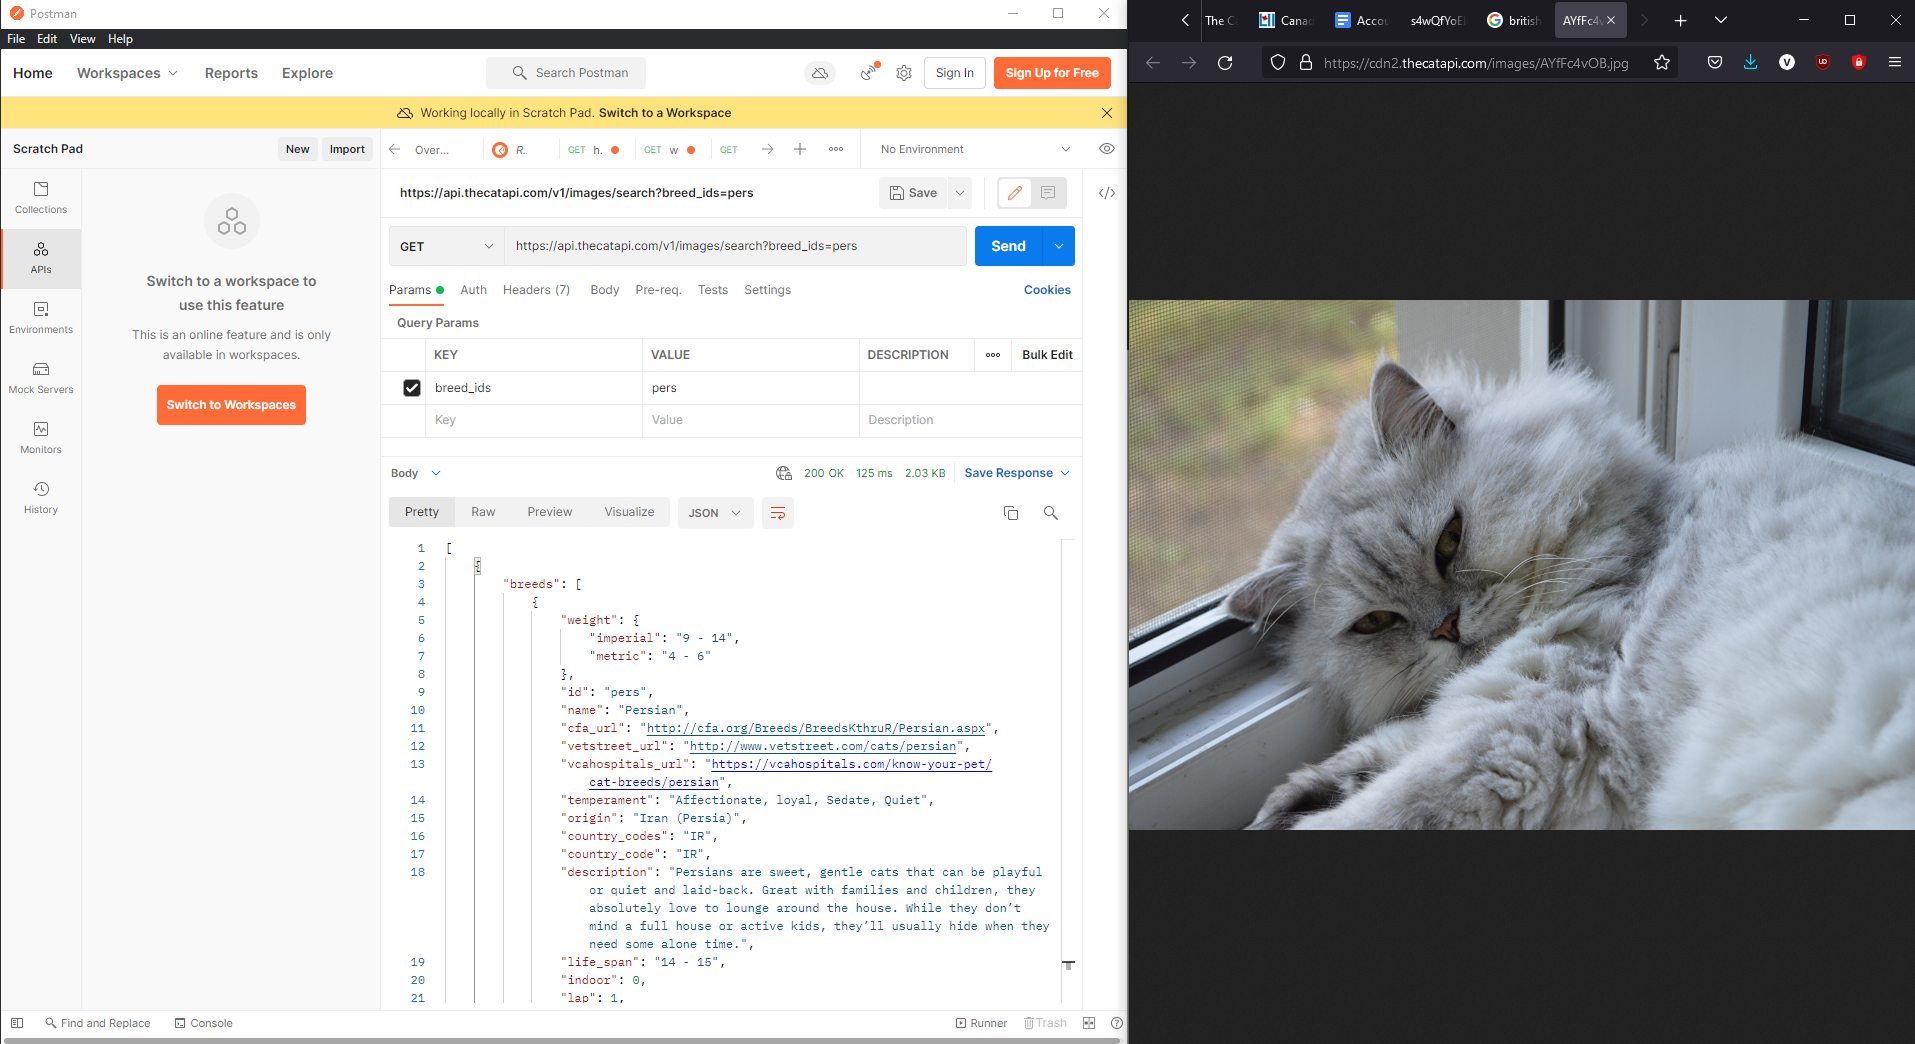 Postman
File Edit View Help
Home Workspaces Reports Explore Search Postman Sign In Sign Up for Free
Working locally in Scratch Pad. Switch to a Workspace
Scratch Pad New Import
Over... R. GET h. GET w GET No Environment
Collections
APIs
Environments
Mock Servers
Monitors
History
Switch to a workspace to
use this feature
This is an online feature and is only
available in workspaces.
Switch to Workspaces
https://api.thecatapi.com/v1/images/search?breed_ids=pers Save
GET https://api.thecatapi.com/v1/images/search?breed_ids=pers Send
Params Auth Headers (7) Body Pre-req. Tests Settings Cookies
Query Params
KEY VALUE DESCRIPTION Bulk Edit
breed_ids pers
Key Value Description
Body 200 OK 125 ms 2.03 KB Save Response
Pretty Raw Preview Visualize JSON
1 [
2 {
3 "breeds": [
4 {
5 "weight": {
6 "imperial": "9 - 14",
7 "metric": "4 - 6"
8 },
9 "id": "pers",
10 "name": "Persian",
11 "cfa_url": "http://cfa.org/Breeds/BreedsKthruR/Persian.aspx",
12 "vetstreet_url": "http://www.vetstreet.com/cats/persian",
13 "vcahospitals_url": "https://vcahospitals.com/know-your-pet/
cat-breeds/persian",
14 "temperament": "Affectionate, loyal, Sedate, Quiet",
15 "origin": "Iran (Persia)",
16 "country_codes": "IR",
17 "country_code": "IR",
18 "description": "Persians are sweet, gentle cats that can be playful
or quiet and laid-back. Great with families and children, they
absolutely love to lounge around the house. While they don’t
mind a full house or active kids, they’ll usually hide when they
need some alone time.",
19 "life_span": "14 - 15",
20 "indoor": 0,
21 "lap": 1,
Find and Replace Console Runner Trash
The C Canad Accou s4wQfYoE british AYfFc4v
https://cdn2.thecatapi.com/images/AYfFc4vOB.jpg
V
UD